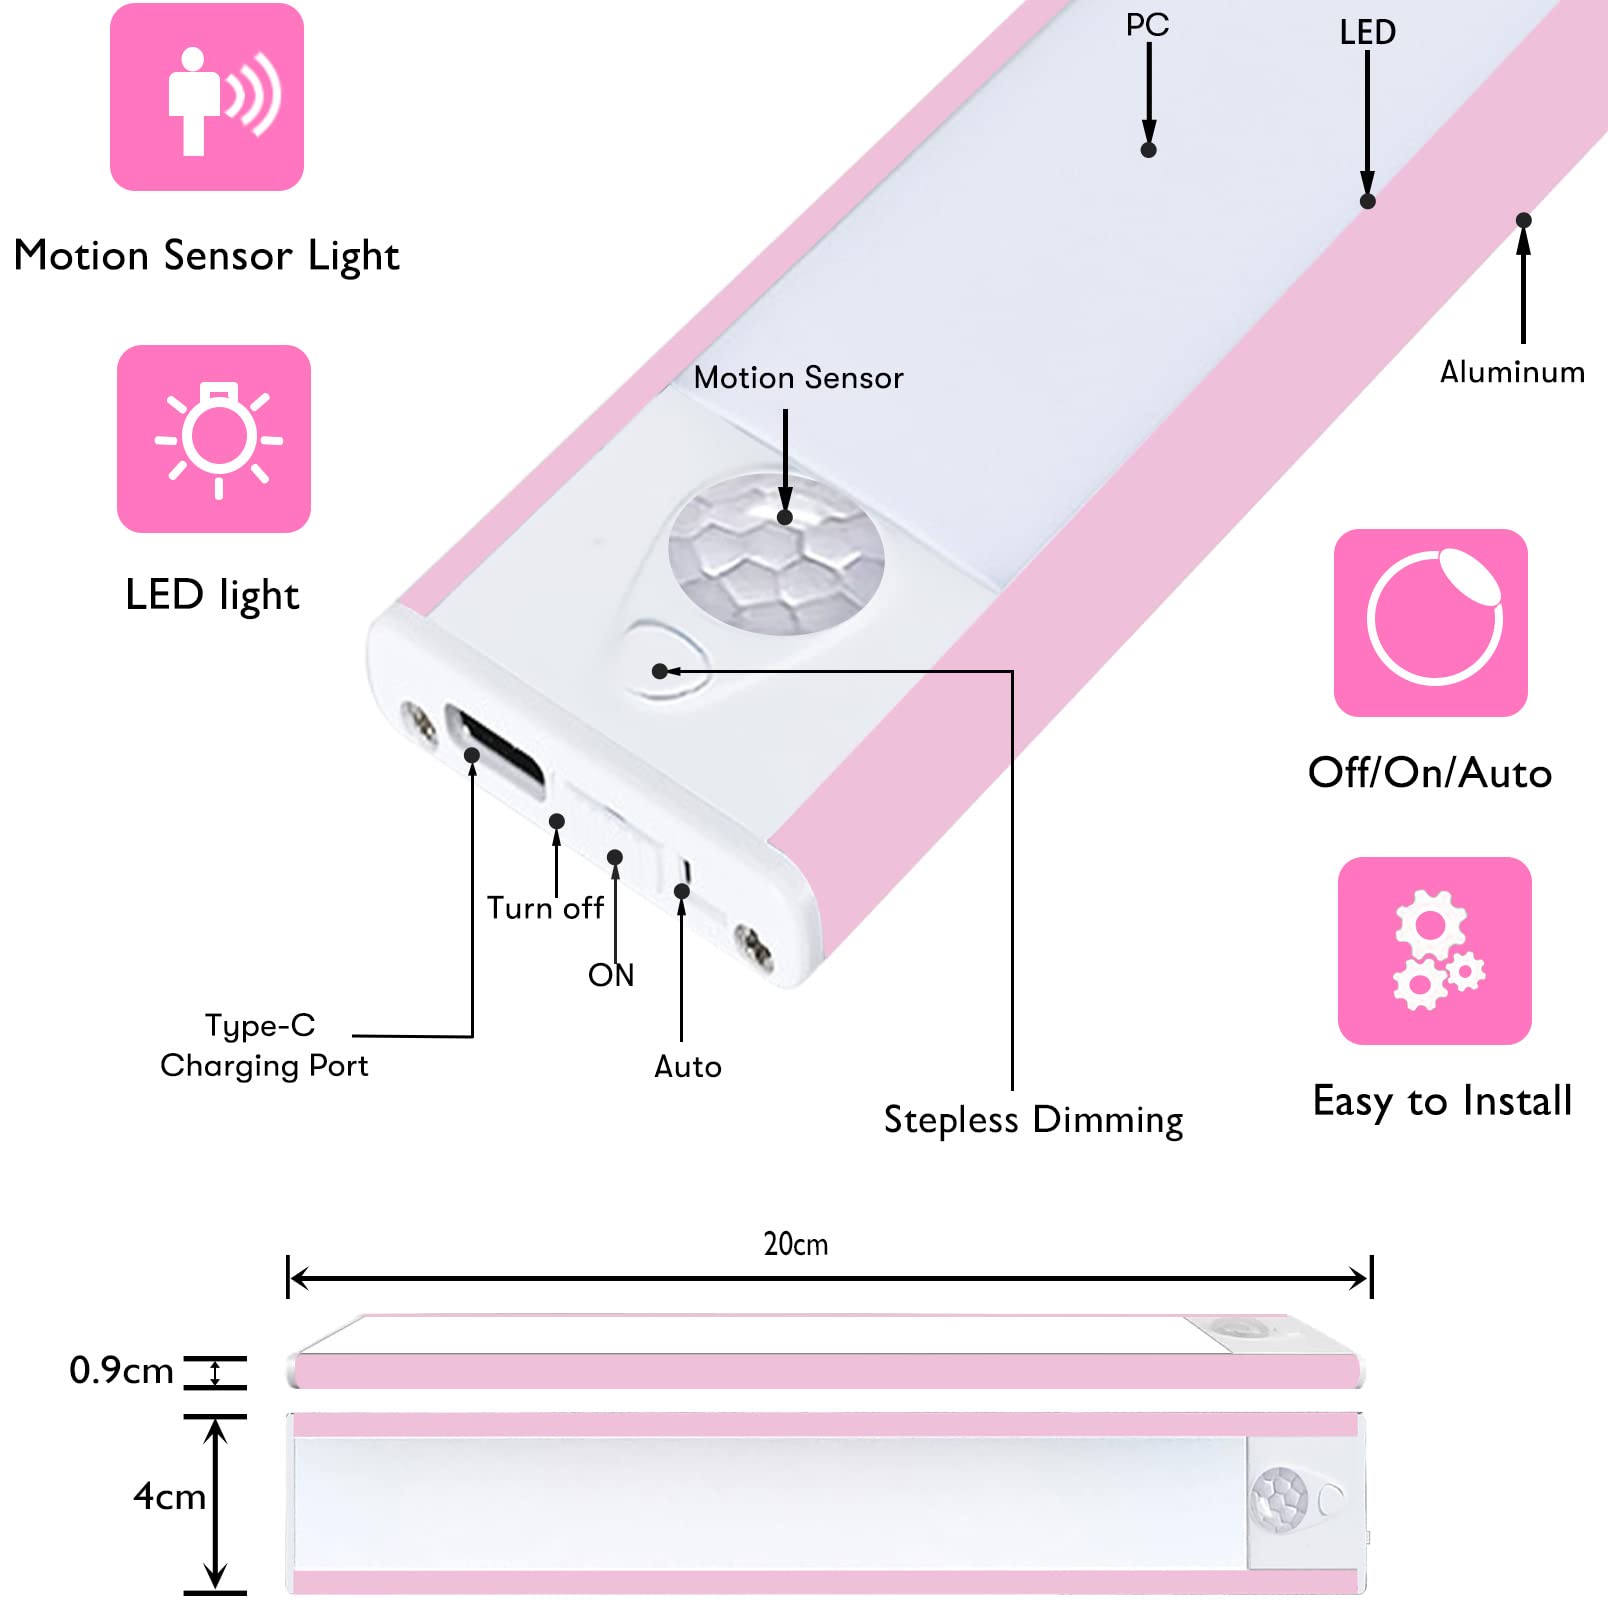 PC
LED
Motion Sensor Light
Motion Sensor
Aluminum
LED light
Off/On/Auto
Turn off
ON
Type-C
Charging Port
Auto
Stepless Dimming
Easy to Install
20cm
0.9cm
4cm